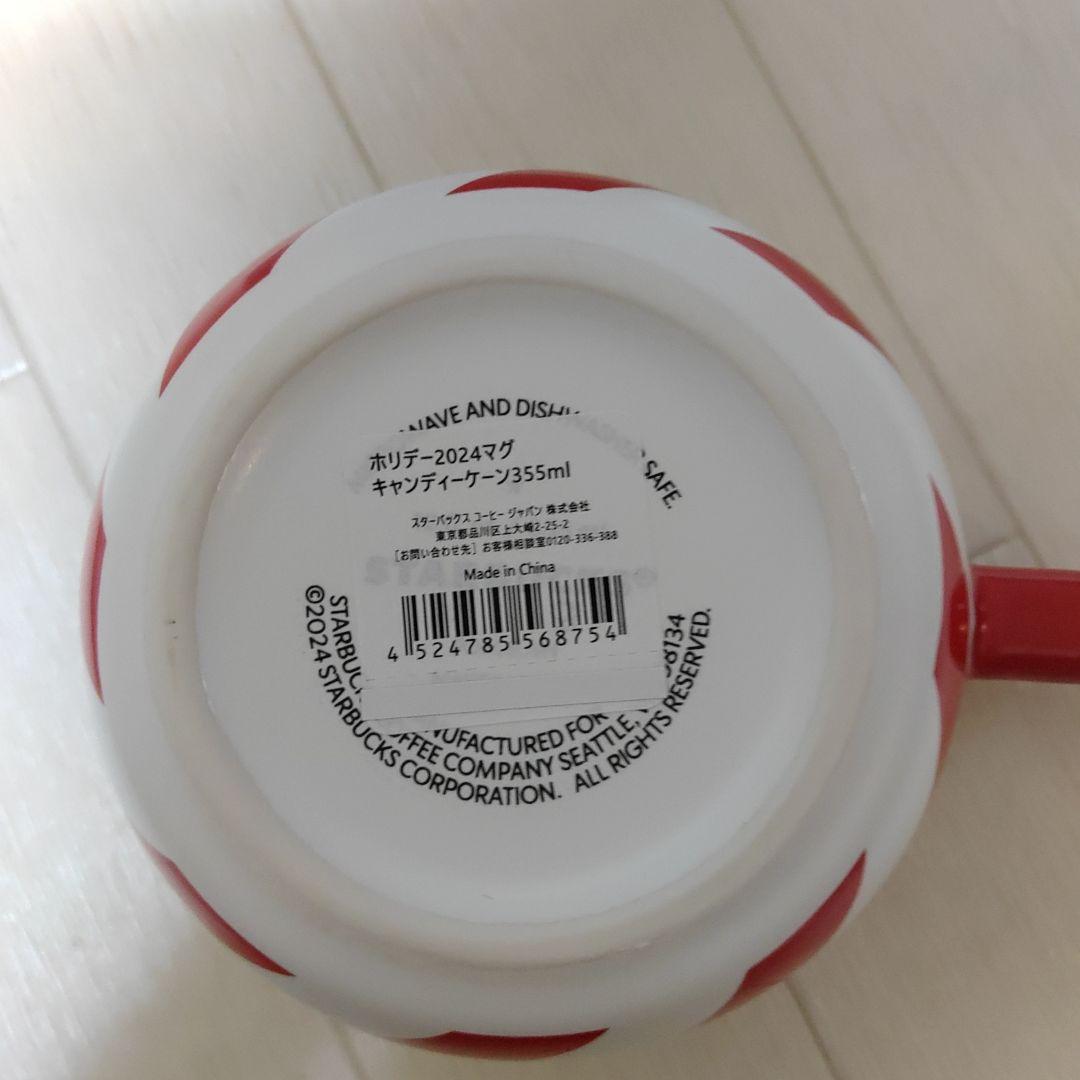 AND
SAFE.
ホリデー2024マグ
キャンディーケーン355ml
スターバックス コーヒー ジャパン 株式会社
東京都品川区上大崎2-25-2
[お問い合わせ先] お客様相談室0120-336-388
Made in China
4 524785 568754
FOR
COMPANY SEATTLE,
©2024 STARBUCKS CORPORATION. ALL RIGHTS RESERVED.